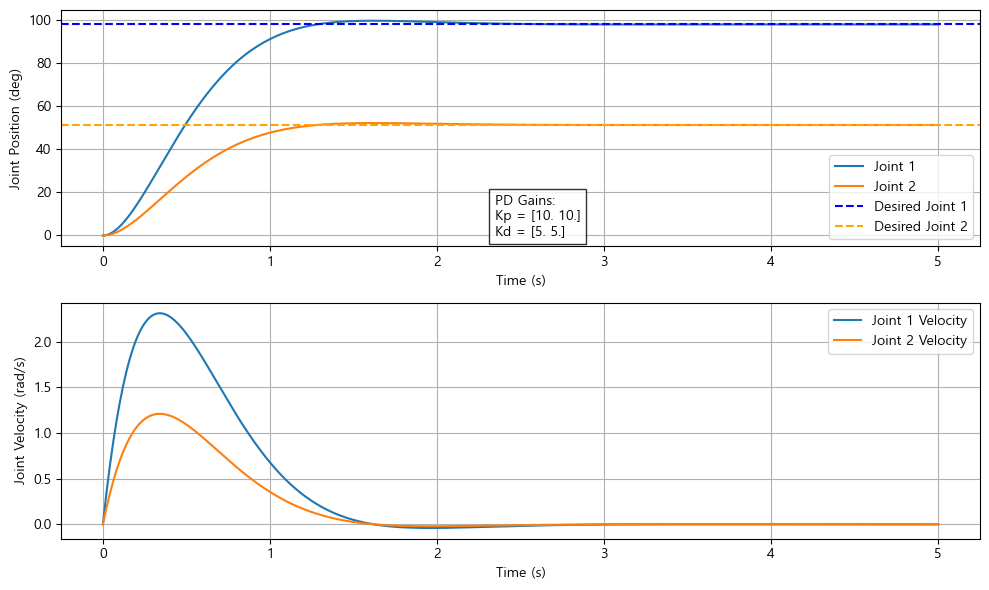 100
80
60
40
20
0
Joint Position (deg)
PD Gains:
Kp = [10. 10.]
Kd = [5. 5.]
Joint 1
Joint 2
Desired Joint 1
Desired Joint 2
0 1 2 3 4 5
Time (s)
2.0
1.5
1.0
0.5
0.0
Joint Velocity (rad/s)
Joint 1 Velocity
Joint 2 Velocity
0 1 2 3 4 5
Time (s)